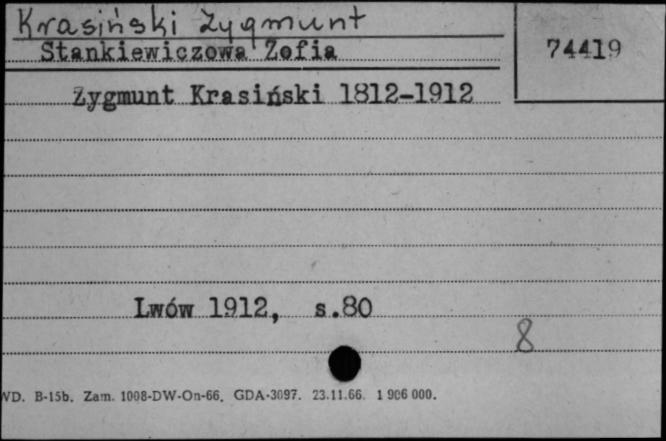 Krasiński Zygmunt
Stankiewiczowa Zofia
74419
Zygmunt Krasiński 1812-1912
Lwów 1912, s.80
8
WD. B-15b. Zam. 1008-DW-On-66. GDA-3097. 23.11.66. 1 906 000.